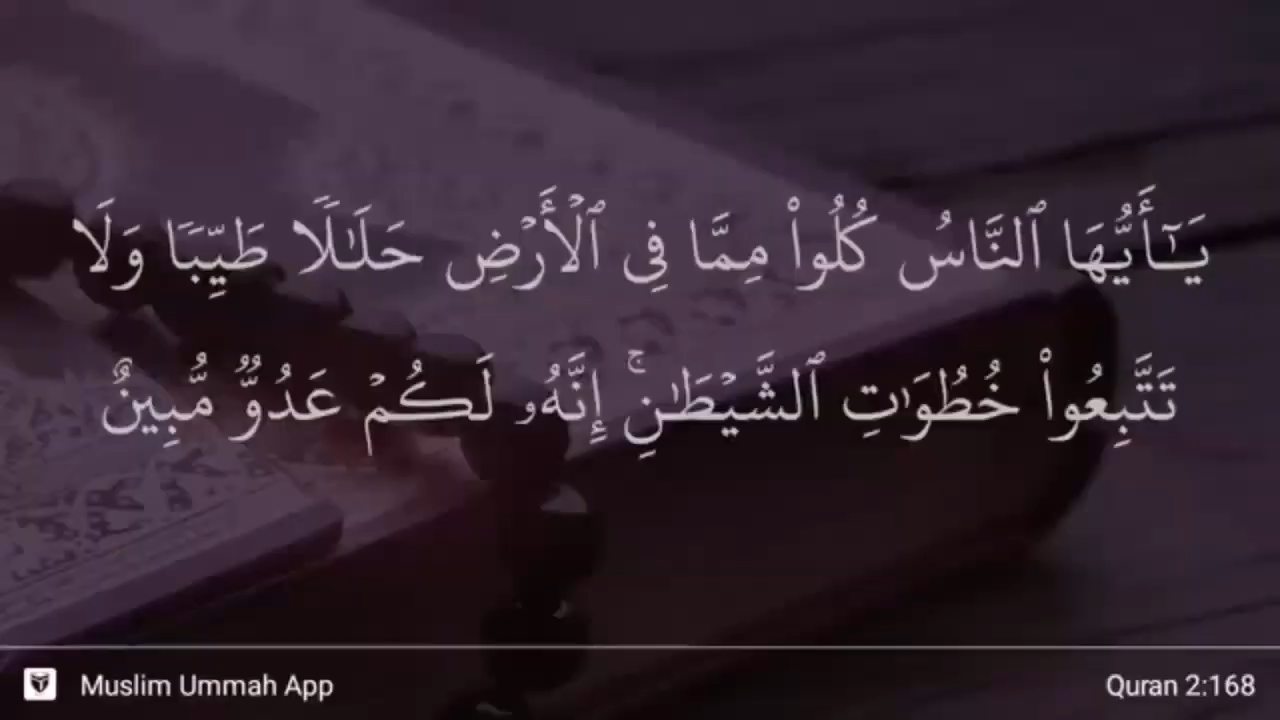 يَـٰٓأَيُّهَا ٱلنَّاسُ كُلُوا۟ مِمَّا فِى ٱلْأَرْضِ حَلَـٰلًا طَيِّبًا وَلَا
تَتَّبِعُوا۟ خُطُوَٰتِ ٱلشَّيْطَـٰنِ ۚ إِنَّهُۥ لَكُمْ عَدُوٌّ مُّبِينٌ
Muslim Ummah App
Quran 2:168